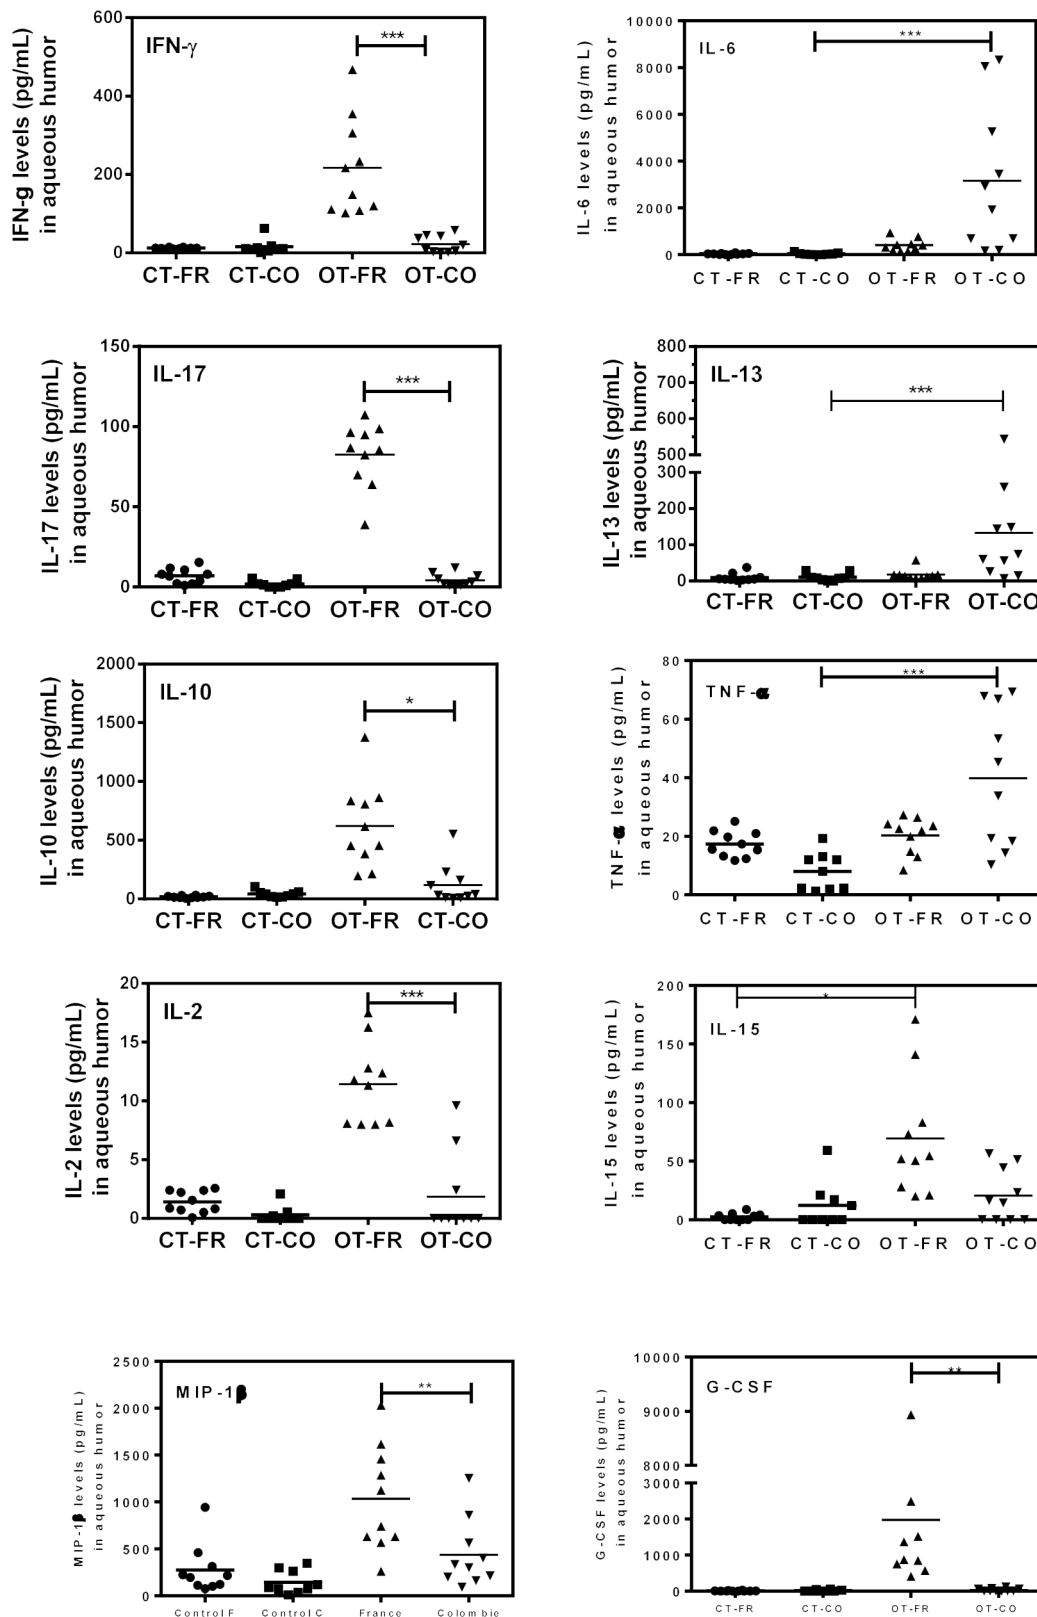 IFN-γ
IFN-g levels (pg/mL)
in aqueous humor
600
400
200
0
***
CT-FR CT-CO OT-FR OT-CO
IL-6
IL-6 levels (pg/mL)
in aqueous humor
10000
8000
6000
4000
2000
0
***
CT-FR CT-CO OT-FR OT-CO
IL-17
IL-17 levels (pg/mL)
in aqueous humor
150
100
50
0
***
CT-FR CT-CO OT-FR OT-CO
IL-13
IL-13 levels (pg/mL)
in aqueous humor
800
700
600
500
300
200
100
0
***
CT-FR CT-CO OT-FR OT-CO
IL-10
IL-10 levels (pg/mL)
in aqueous humor
2000
1500
1000
500
0
*
CT-FR CT-CO OT-FR CT-CO
TNF-α
TNF-α levels (pg/mL)
in aqueous humor
80
60
40
20
0
***
CT-FR CT-CO OT-FR OT-CO
IL-2
IL-2 levels (pg/mL)
in aqueous humor
20
15
10
5
0
***
CT-FR CT-CO OT-FR OT-CO
IL-15
IL-15 levels (pg/mL)
in aqueous humor
200
150
100
50
0
*
CT-FR CT-CO OT-FR OT-CO
MIP-1β
MIP-1β levels (pg/mL)
in aqueous humor
2500
2000
1500
1000
500
0
**
Control F Control C France Colombie
G-CSF
G-CSF levels (pg/mL)
in aqueous humor
10000
9000
8000
3000
2000
1000
0
**
CT-FR CT-CO OT-FR OT-CO